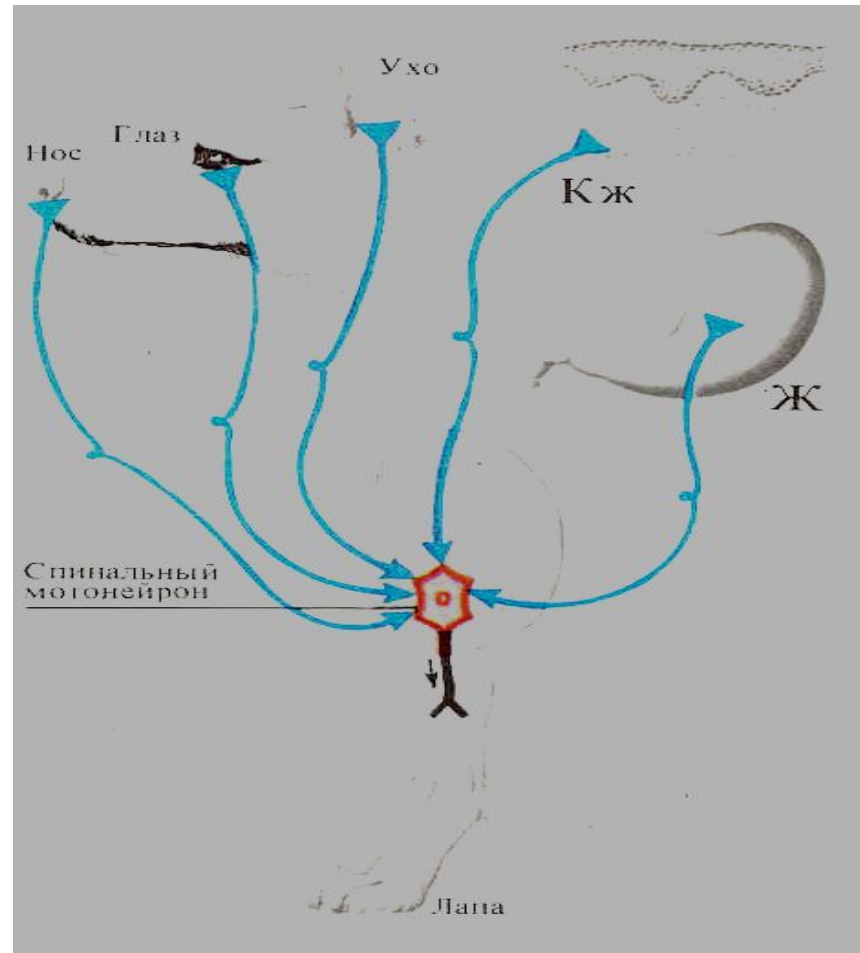 Ухо
Глаз
Нос
Кж
Ж
Спинальный
мотонейрон
Лапа